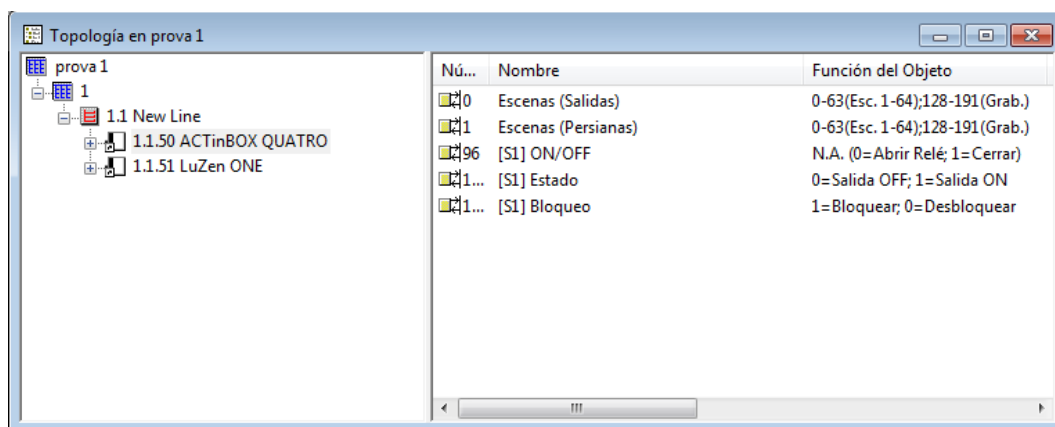 Topología en prova 1
prova 1
1
1.1 New Line
1.1.50 ACTinBOX QUATRO
1.1.51 LuZen ONE
Nú... Nombre Función del Objeto
0 Escenas (Salidas) 0-63(Esc. 1-64);128-191(Grab.)
1 Escenas (Persianas) 0-63(Esc. 1-64);128-191(Grab.)
96 [S1] ON/OFF N.A. (0=Abrir Relé; 1=Cerrar)
1... [S1] Estado 0=Salida OFF; 1=Salida ON
1... [S1] Bloqueo 1=Bloquear; 0=Desbloquear